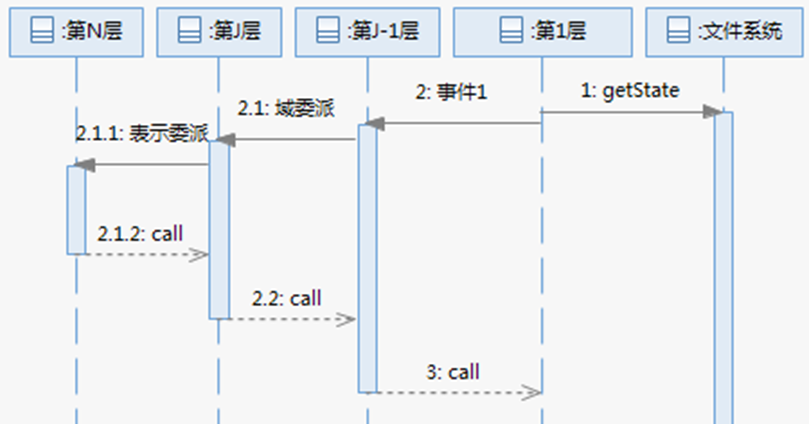 :第N层
:第J层
:第J-1层
:第1层
:文件系统
1: getState
2: 事件1
2.1: 域委派
2.1.1: 表示委派
2.1.2: call
2.2: call
3: call